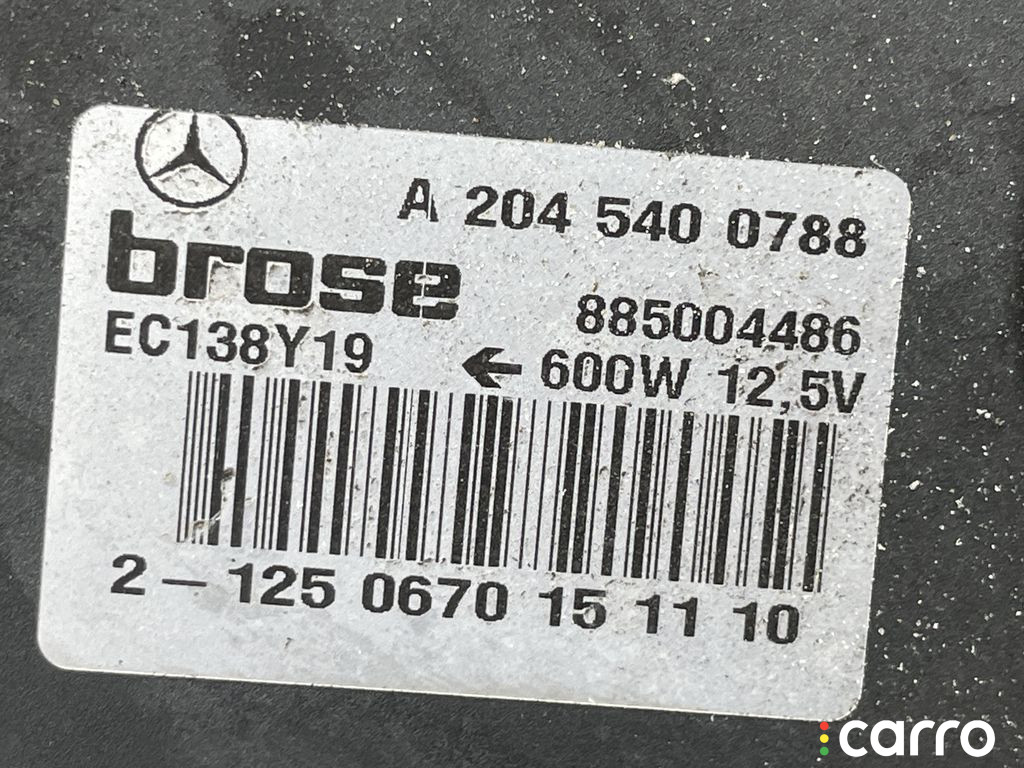 A 204 540 0788
brose
885004486
EC138Y19
← 600W 12,5V
2 – 125 0670 15 11 10
carro